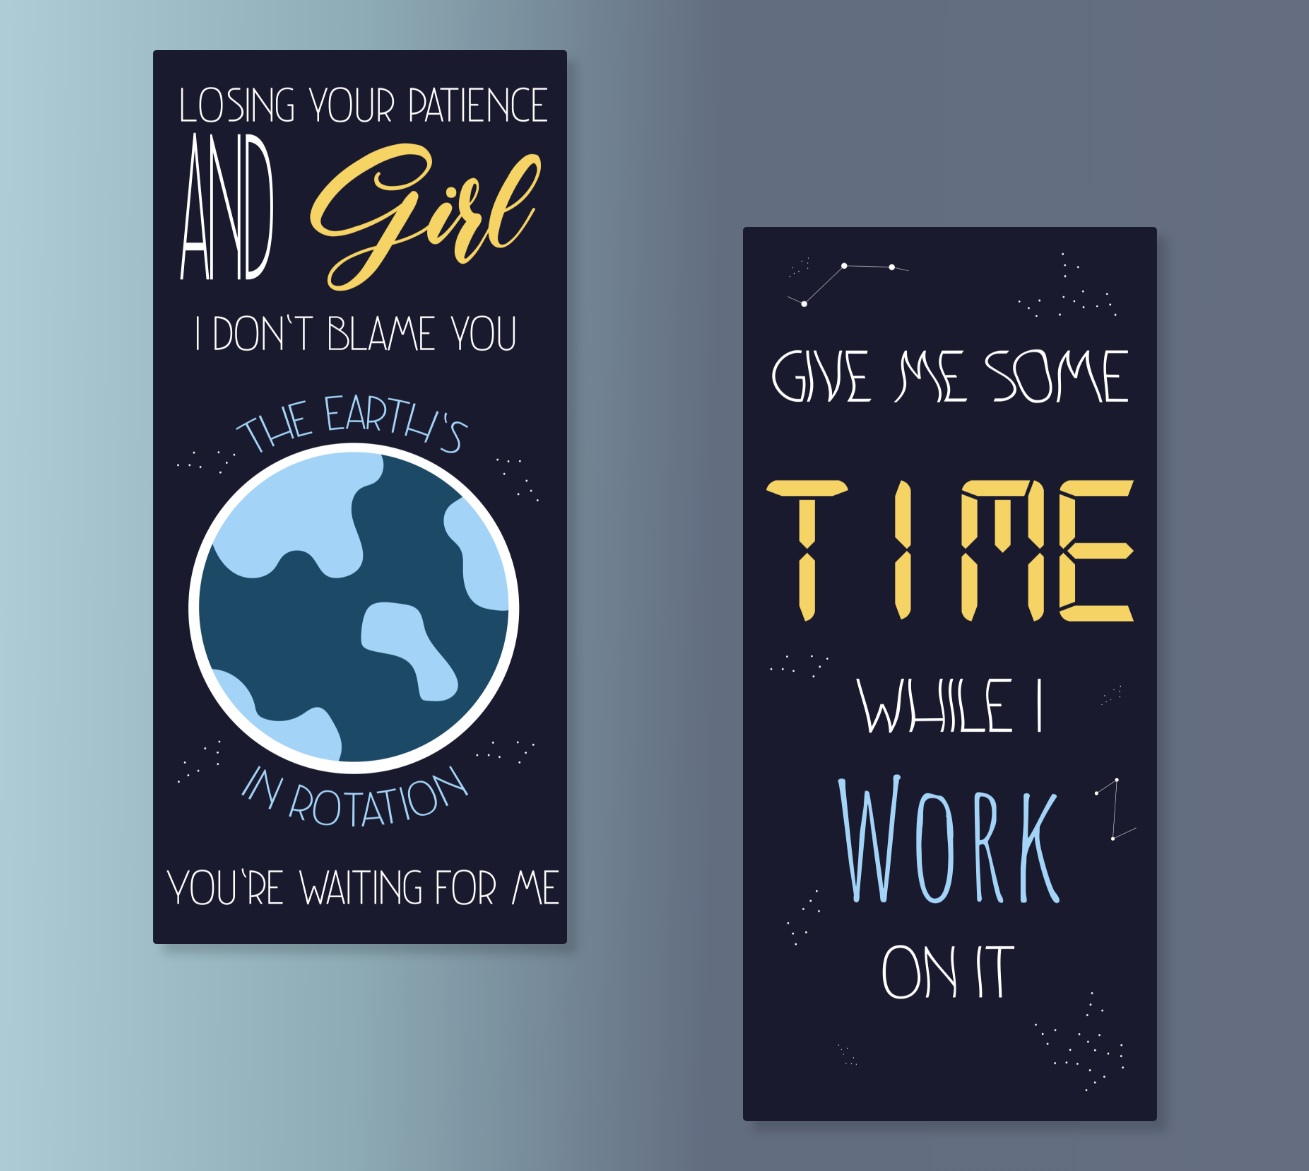 LOSING YOUR PATIENCE
AND Girl
I DON'T BLAME YOU
THE EARTH'S
IN ROTATION
YOU'RE WAITING FOR ME
GIVE ME SOME
TIME
WHILE I
WORK
ON IT